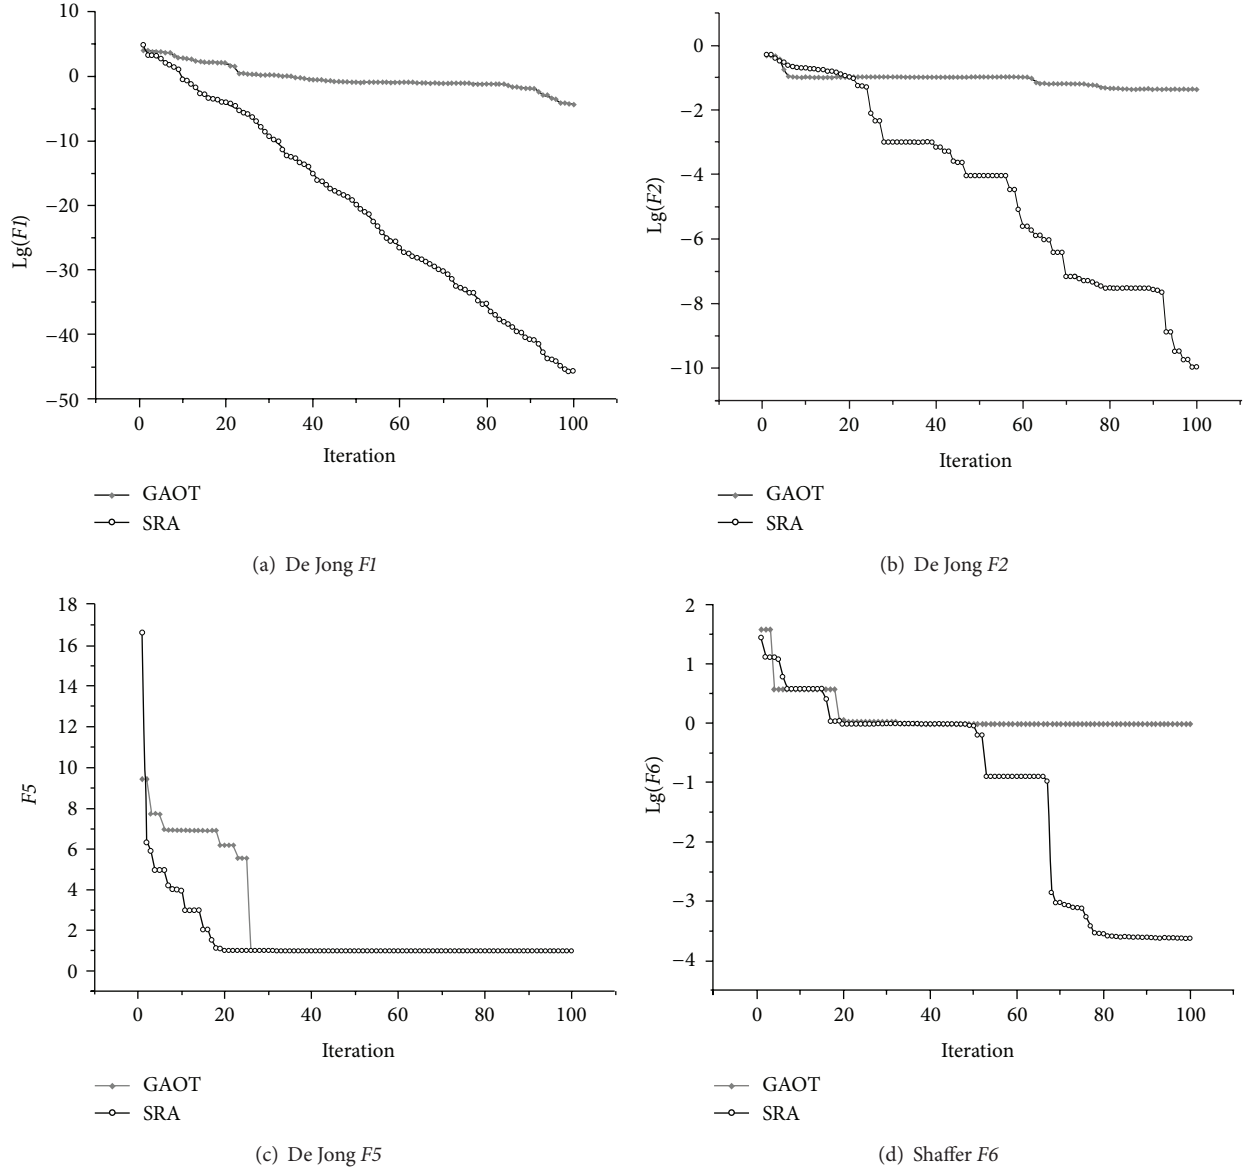 10
0
−10
−20
−30
−40
−50
Lg(F1)
0 20 40 60 80 100
Iteration
GAOT
SRA
(a) De Jong F1
0
−2
−4
−6
−8
−10
Lg(F2)
0 20 40 60 80 100
Iteration
GAOT
SRA
(b) De Jong F2
18
16
14
12
10
8
6
4
2
0
F5
0 20 40 60 80 100
Iteration
GAOT
SRA
(c) De Jong F5
2
1
0
−1
−2
−3
−4
Lg(F6)
0 20 40 60 80 100
Iteration
GAOT
SRA
(d) Shaffer F6